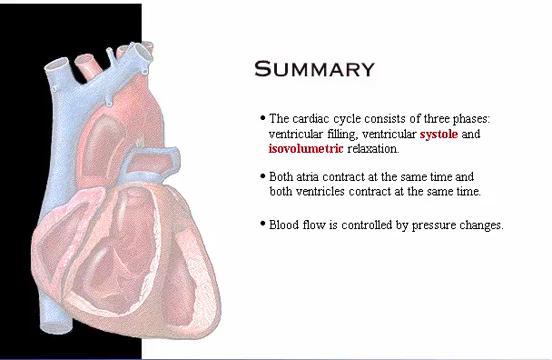 SUMMARY
• The cardiac cycle consists of three phases:
ventricular filling, ventricular systole and
isovolumetric relaxation.
• Both atria contract at the same time and
both ventricles contract at the same time.
• Blood flow is controlled by pressure changes.